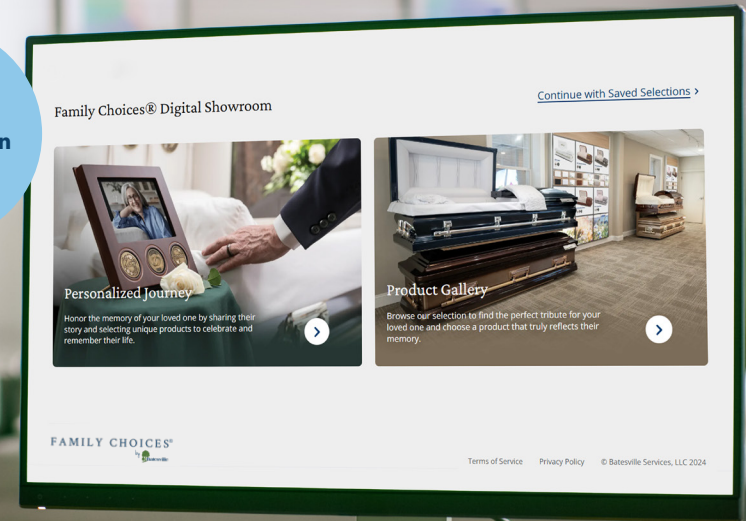 n
Family Choices® Digital Showroom
Continue with Saved Selections >
Personalized Journey
Honor the memory of your loved one by sharing their
story and selecting unique products to celebrate and
remember their life.
Product Gallery
Browse our selection to find the perfect tribute for your
loved one and choose a product that truly reflects their
memory.
FAMILY CHOICES®
by Batesville
Terms of Service Privacy Policy © Batesville Services, LLC 2024